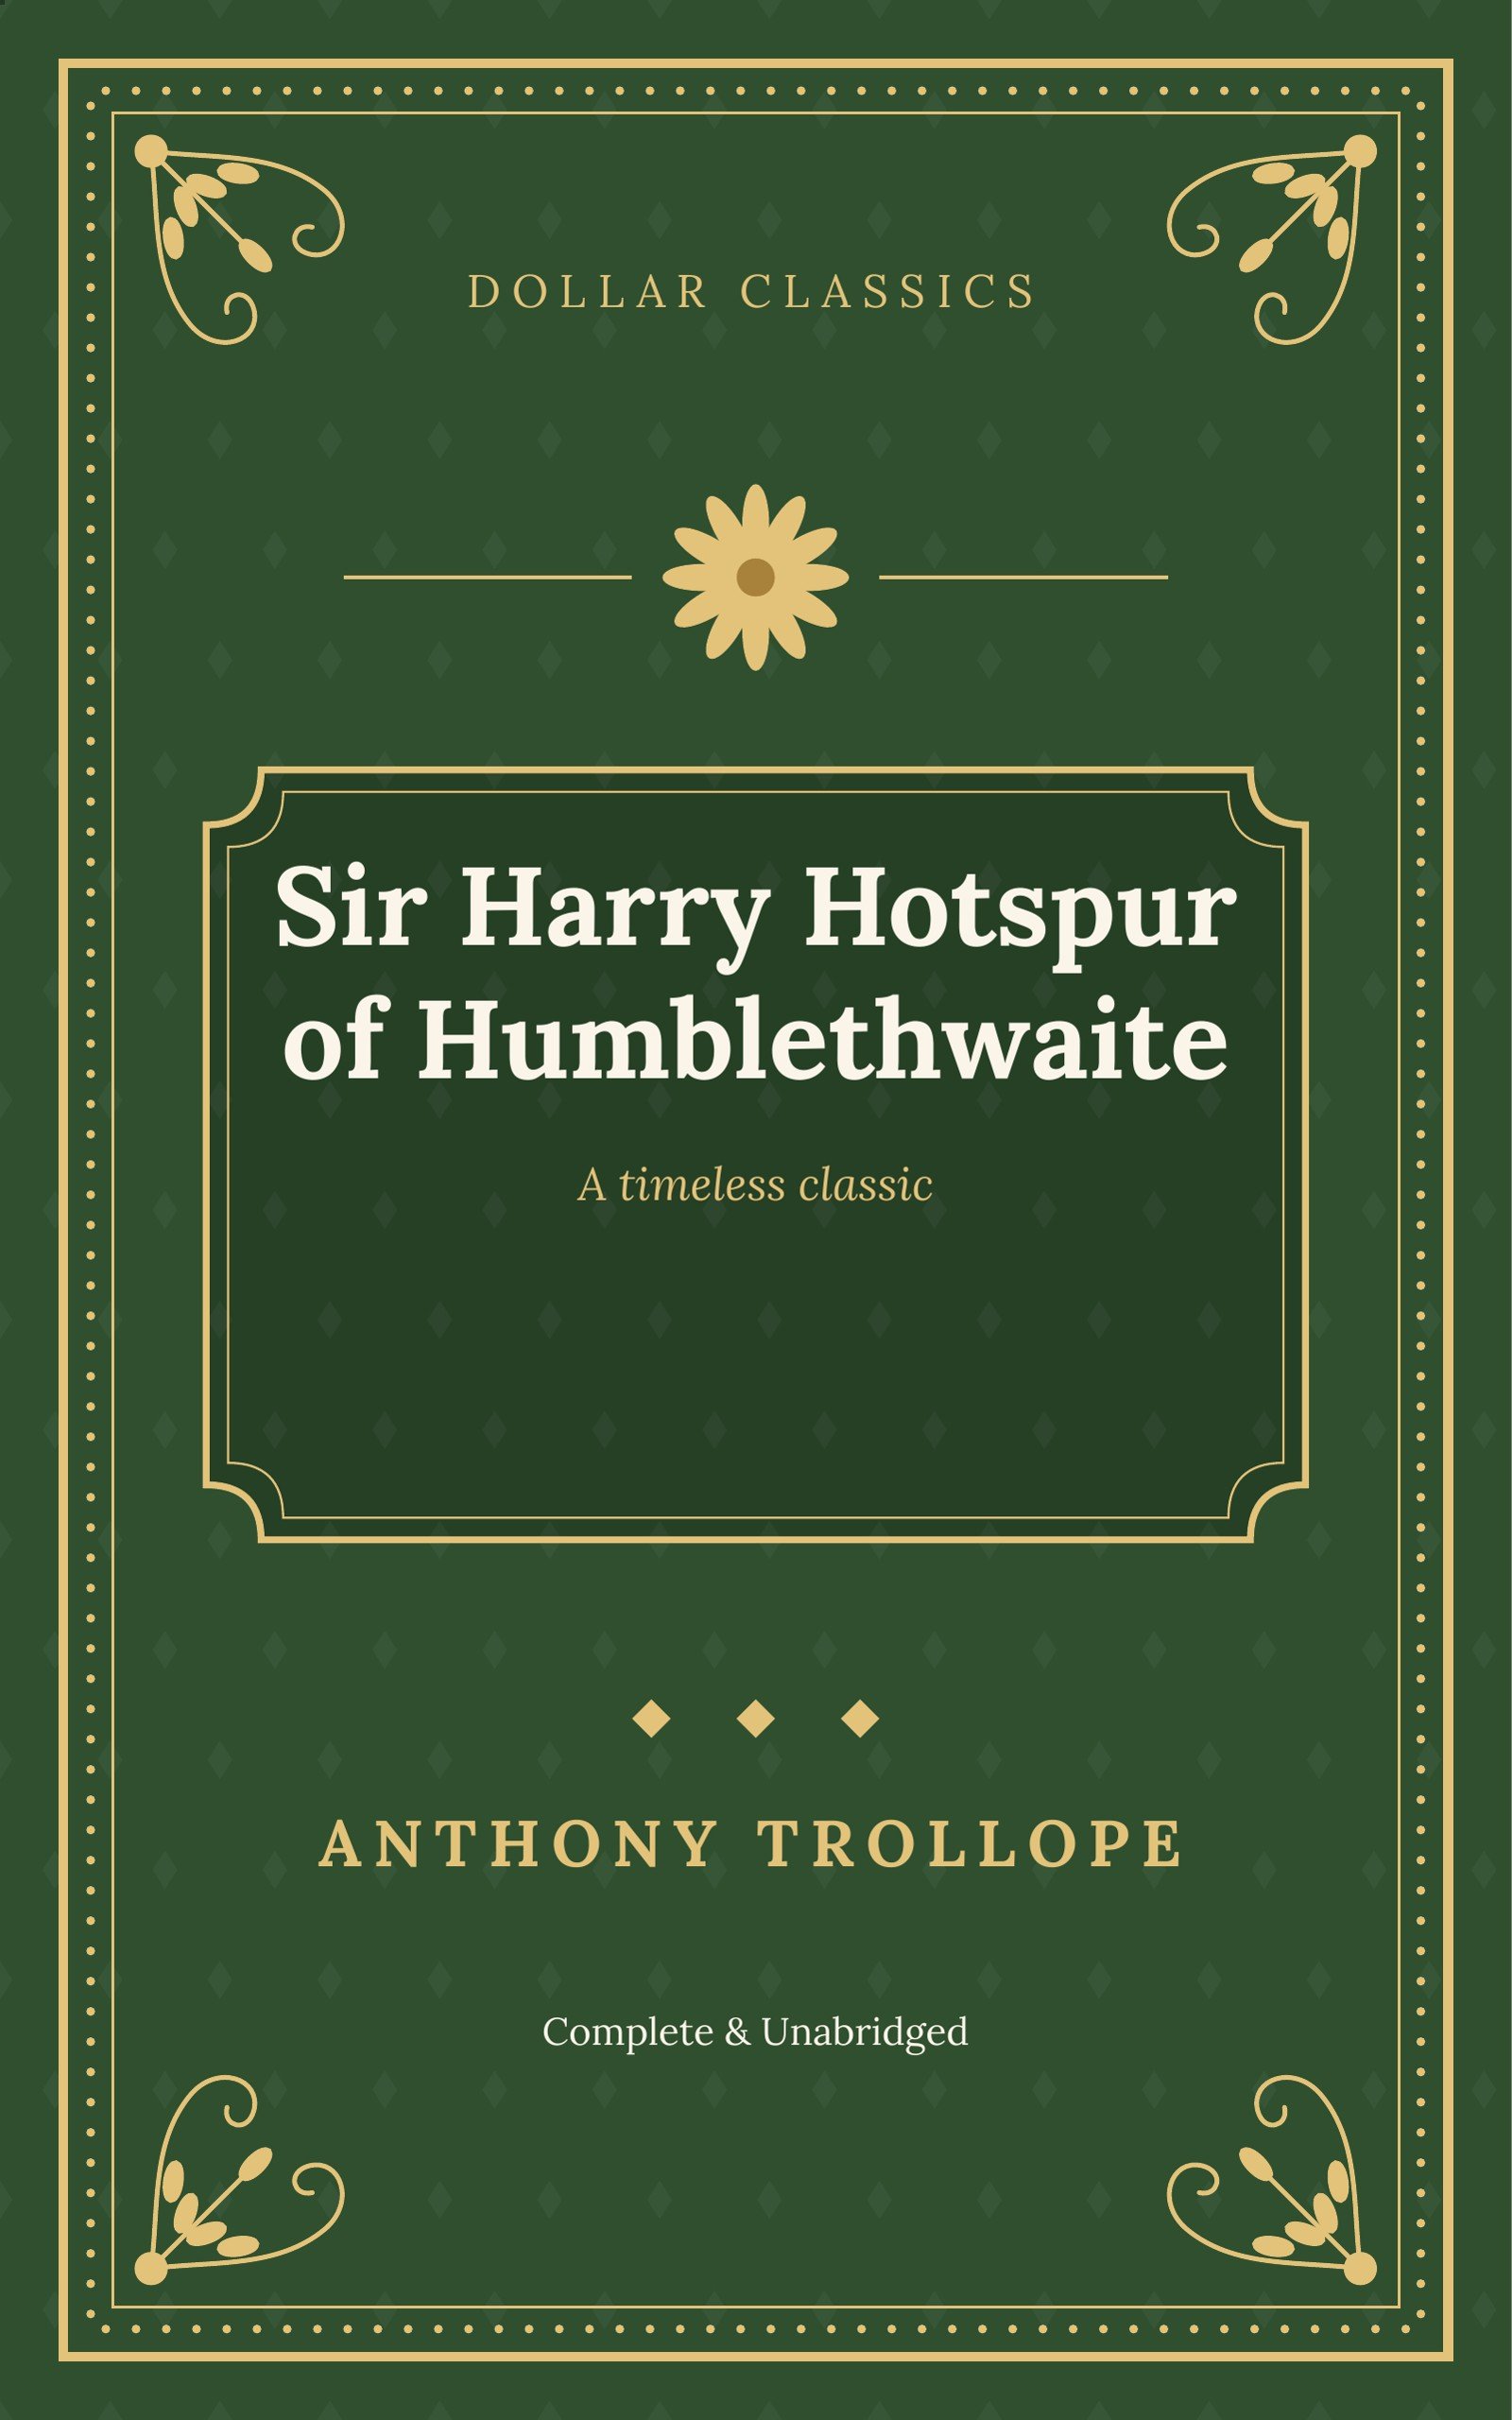 DOLLAR CLASSICS
Sir Harry Hotspur
of Humblethwaite
A timeless classic
ANTHONY TROLLOPE
Complete & Unabridged